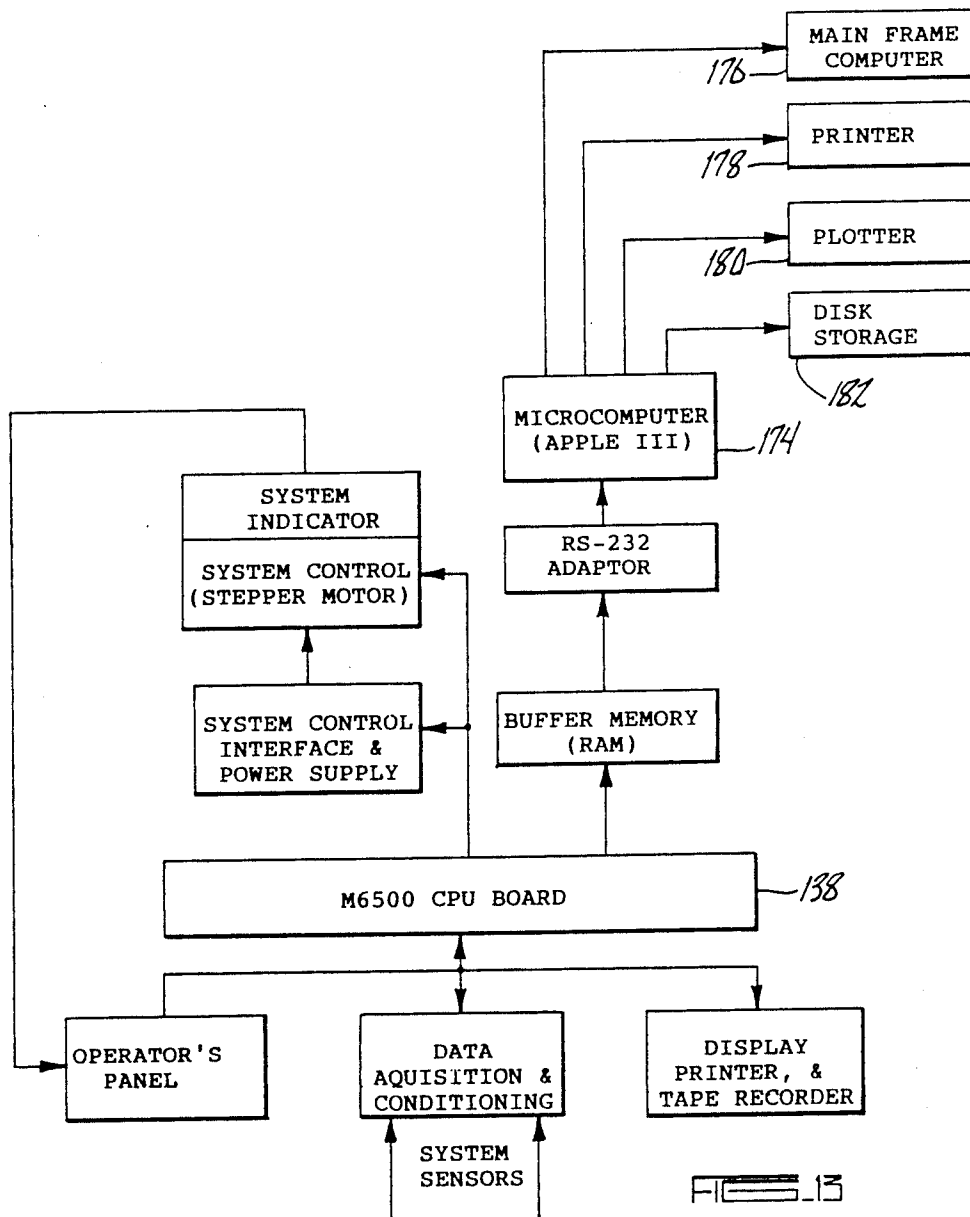 MAIN FRAME
COMPUTER
176
PRINTER
178
PLOTTER
180
DISK
STORAGE
182
MICROCOMPUTER
(APPLE III)
174
SYSTEM
INDICATOR
RS-232
ADAPTOR
SYSTEM CONTROL
(STEPPER MOTOR)
SYSTEM CONTROL
INTERFACE &
POWER SUPPLY
BUFFER MEMORY
(RAM)
M6500 CPU BOARD
138
OPERATOR'S
PANEL
DATA
AQUISITION &
CONDITIONING
DISPLAY
PRINTER, &
TAPE RECORDER
SYSTEM
SENSORS
FIG_13